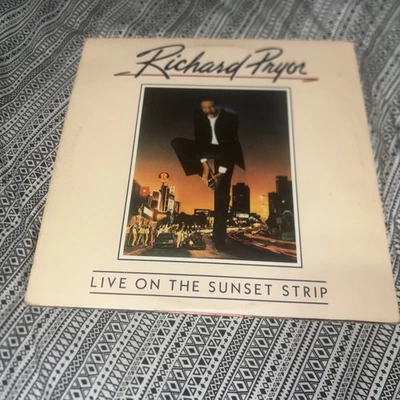 Richard Pryor
LIVE ON THE SUNSET STRIP